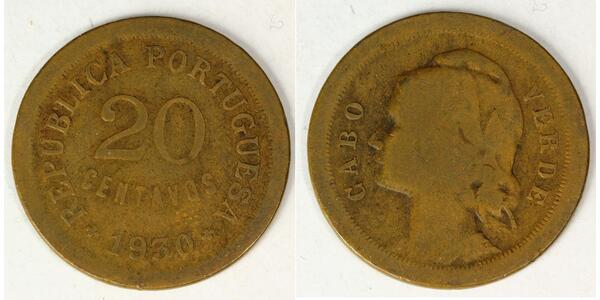 REPUBLICA PORTUGUESA
20
CENTAVOS
1930
CABO VERDE